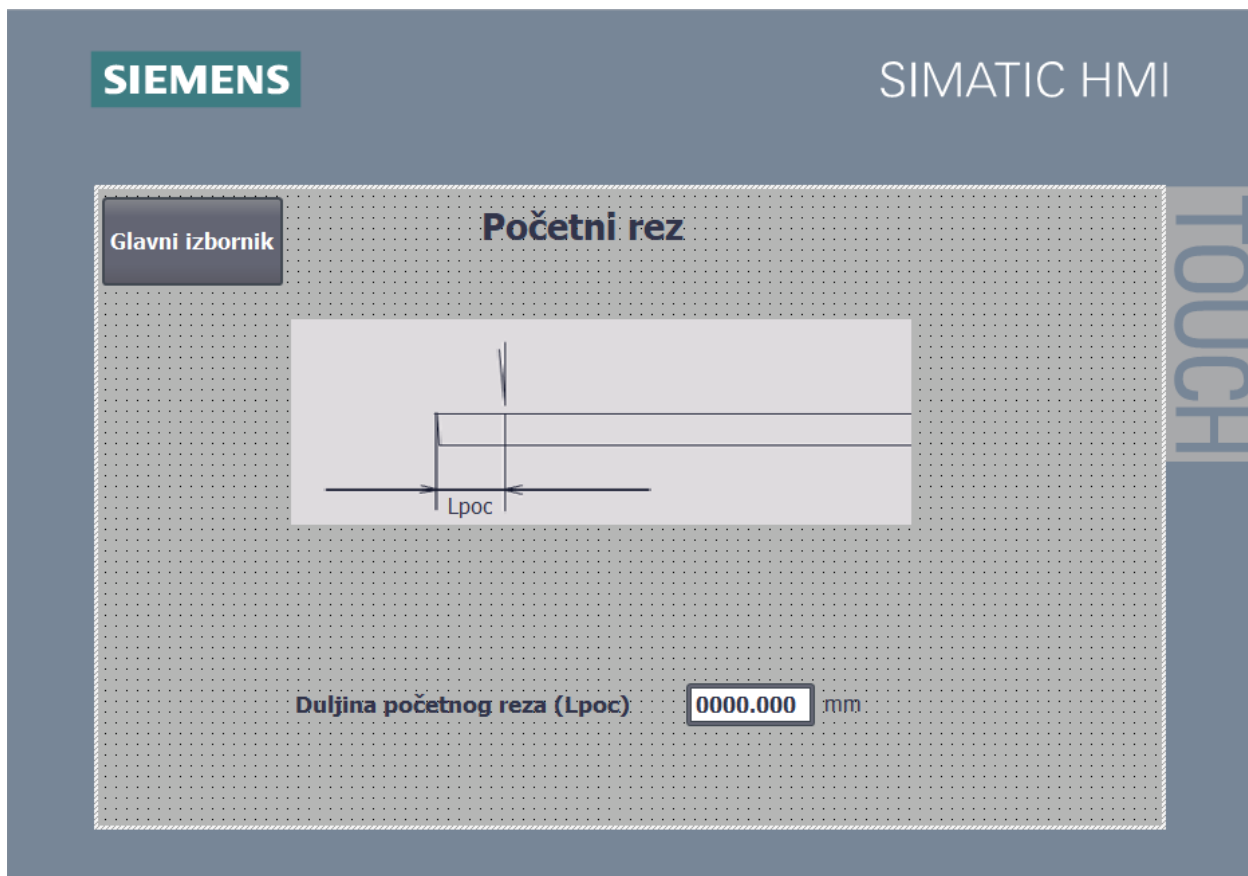 SIEMENS
SIMATIC HMI
TOUCH
Glavni izbornik
Početni rez
Lpoc
Duljina početnog reza (Lpoc) 0000.000 mm